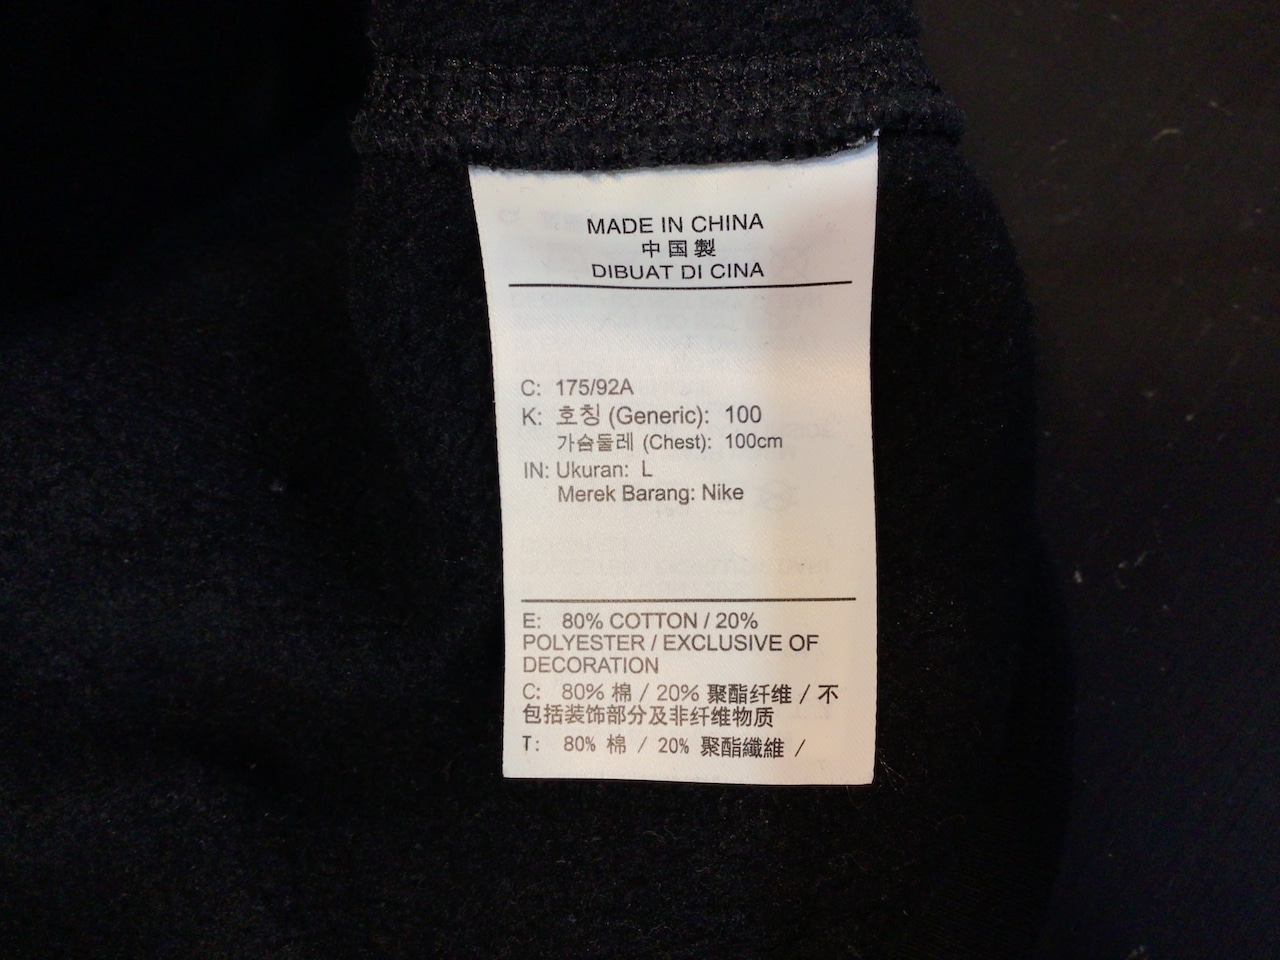 MADE IN CHINA
中国製
DIBUAT DI CINA
C: 175/92A
K: 호칭 (Generic): 100
가슴둘레 (Chest): 100cm
IN: Ukuran: L
Merek Barang: Nike
E: 80% COTTON / 20%
POLYESTER / EXCLUSIVE OF
DECORATION
C: 80% 棉 / 20% 聚酯纤维 / 不
包括装饰部分及非纤维物质
T: 80% 棉 / 20% 聚酯纖維 /